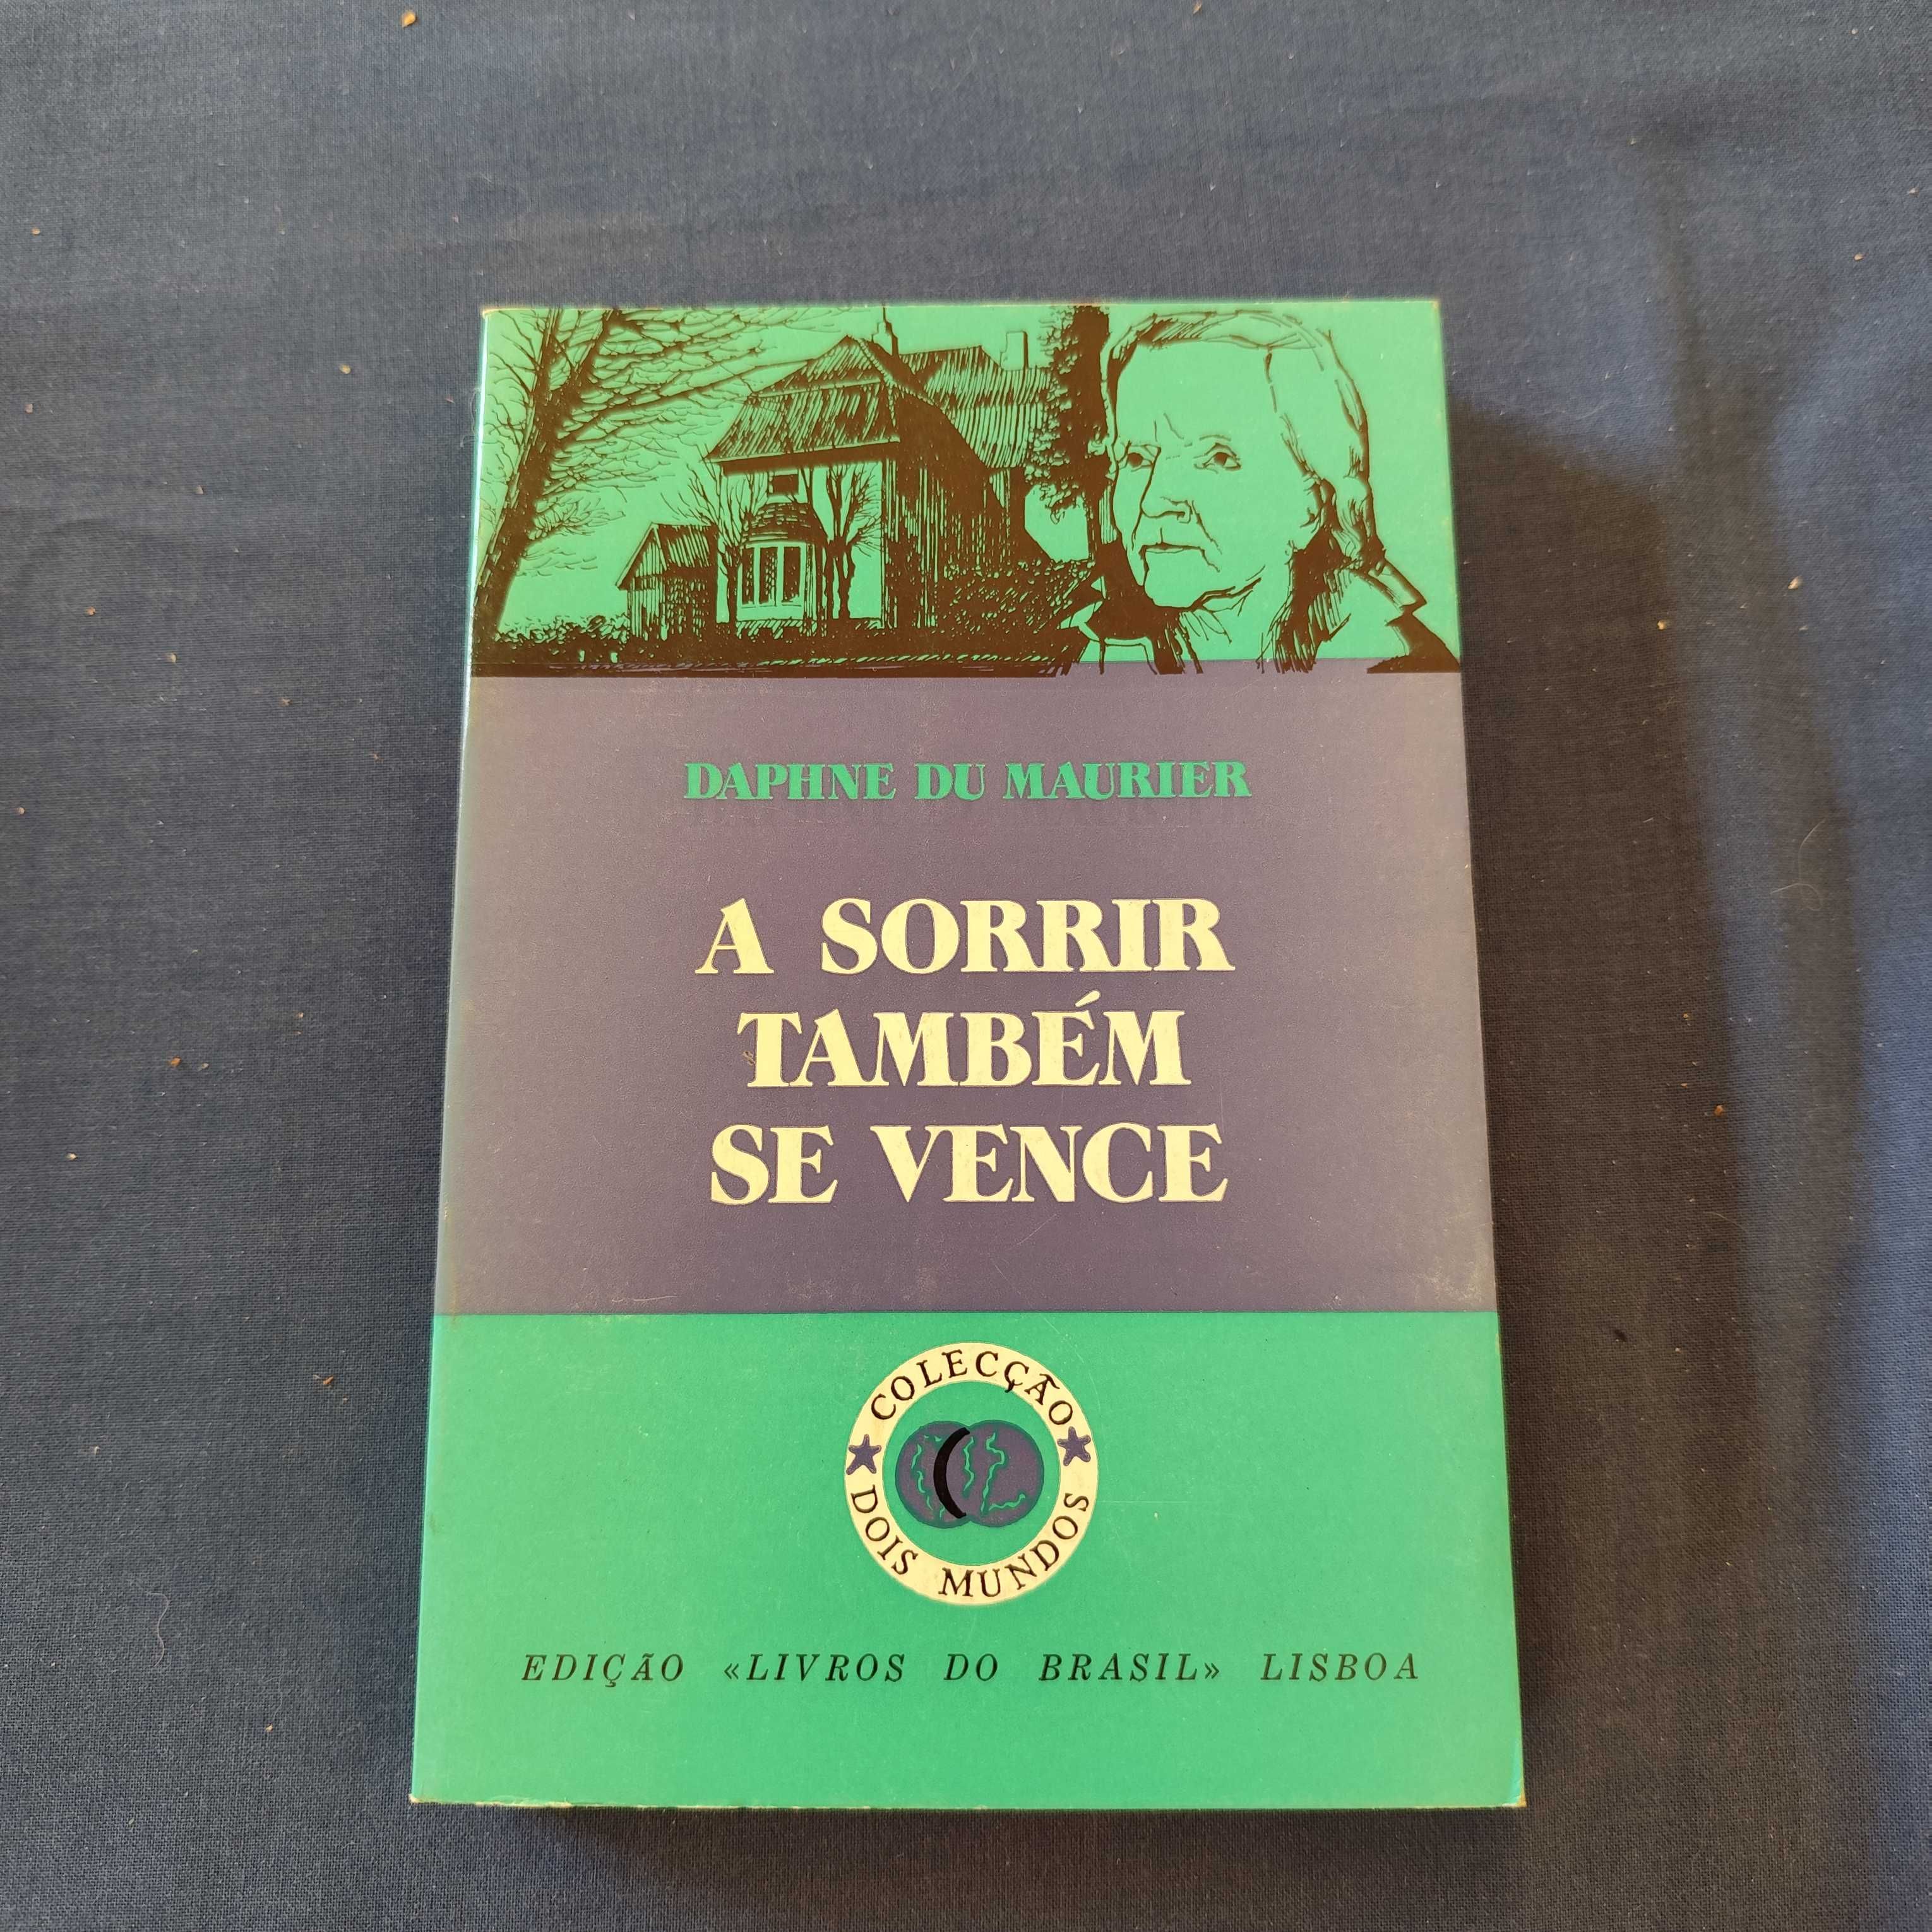 DAPHNE DU MAURIER
A SORRIR
TAMBÉM
SE VENCE
COLECÇÃO
DOIS MUNDOS
EDIÇÃO «LIVROS DO BRASIL» LISBOA